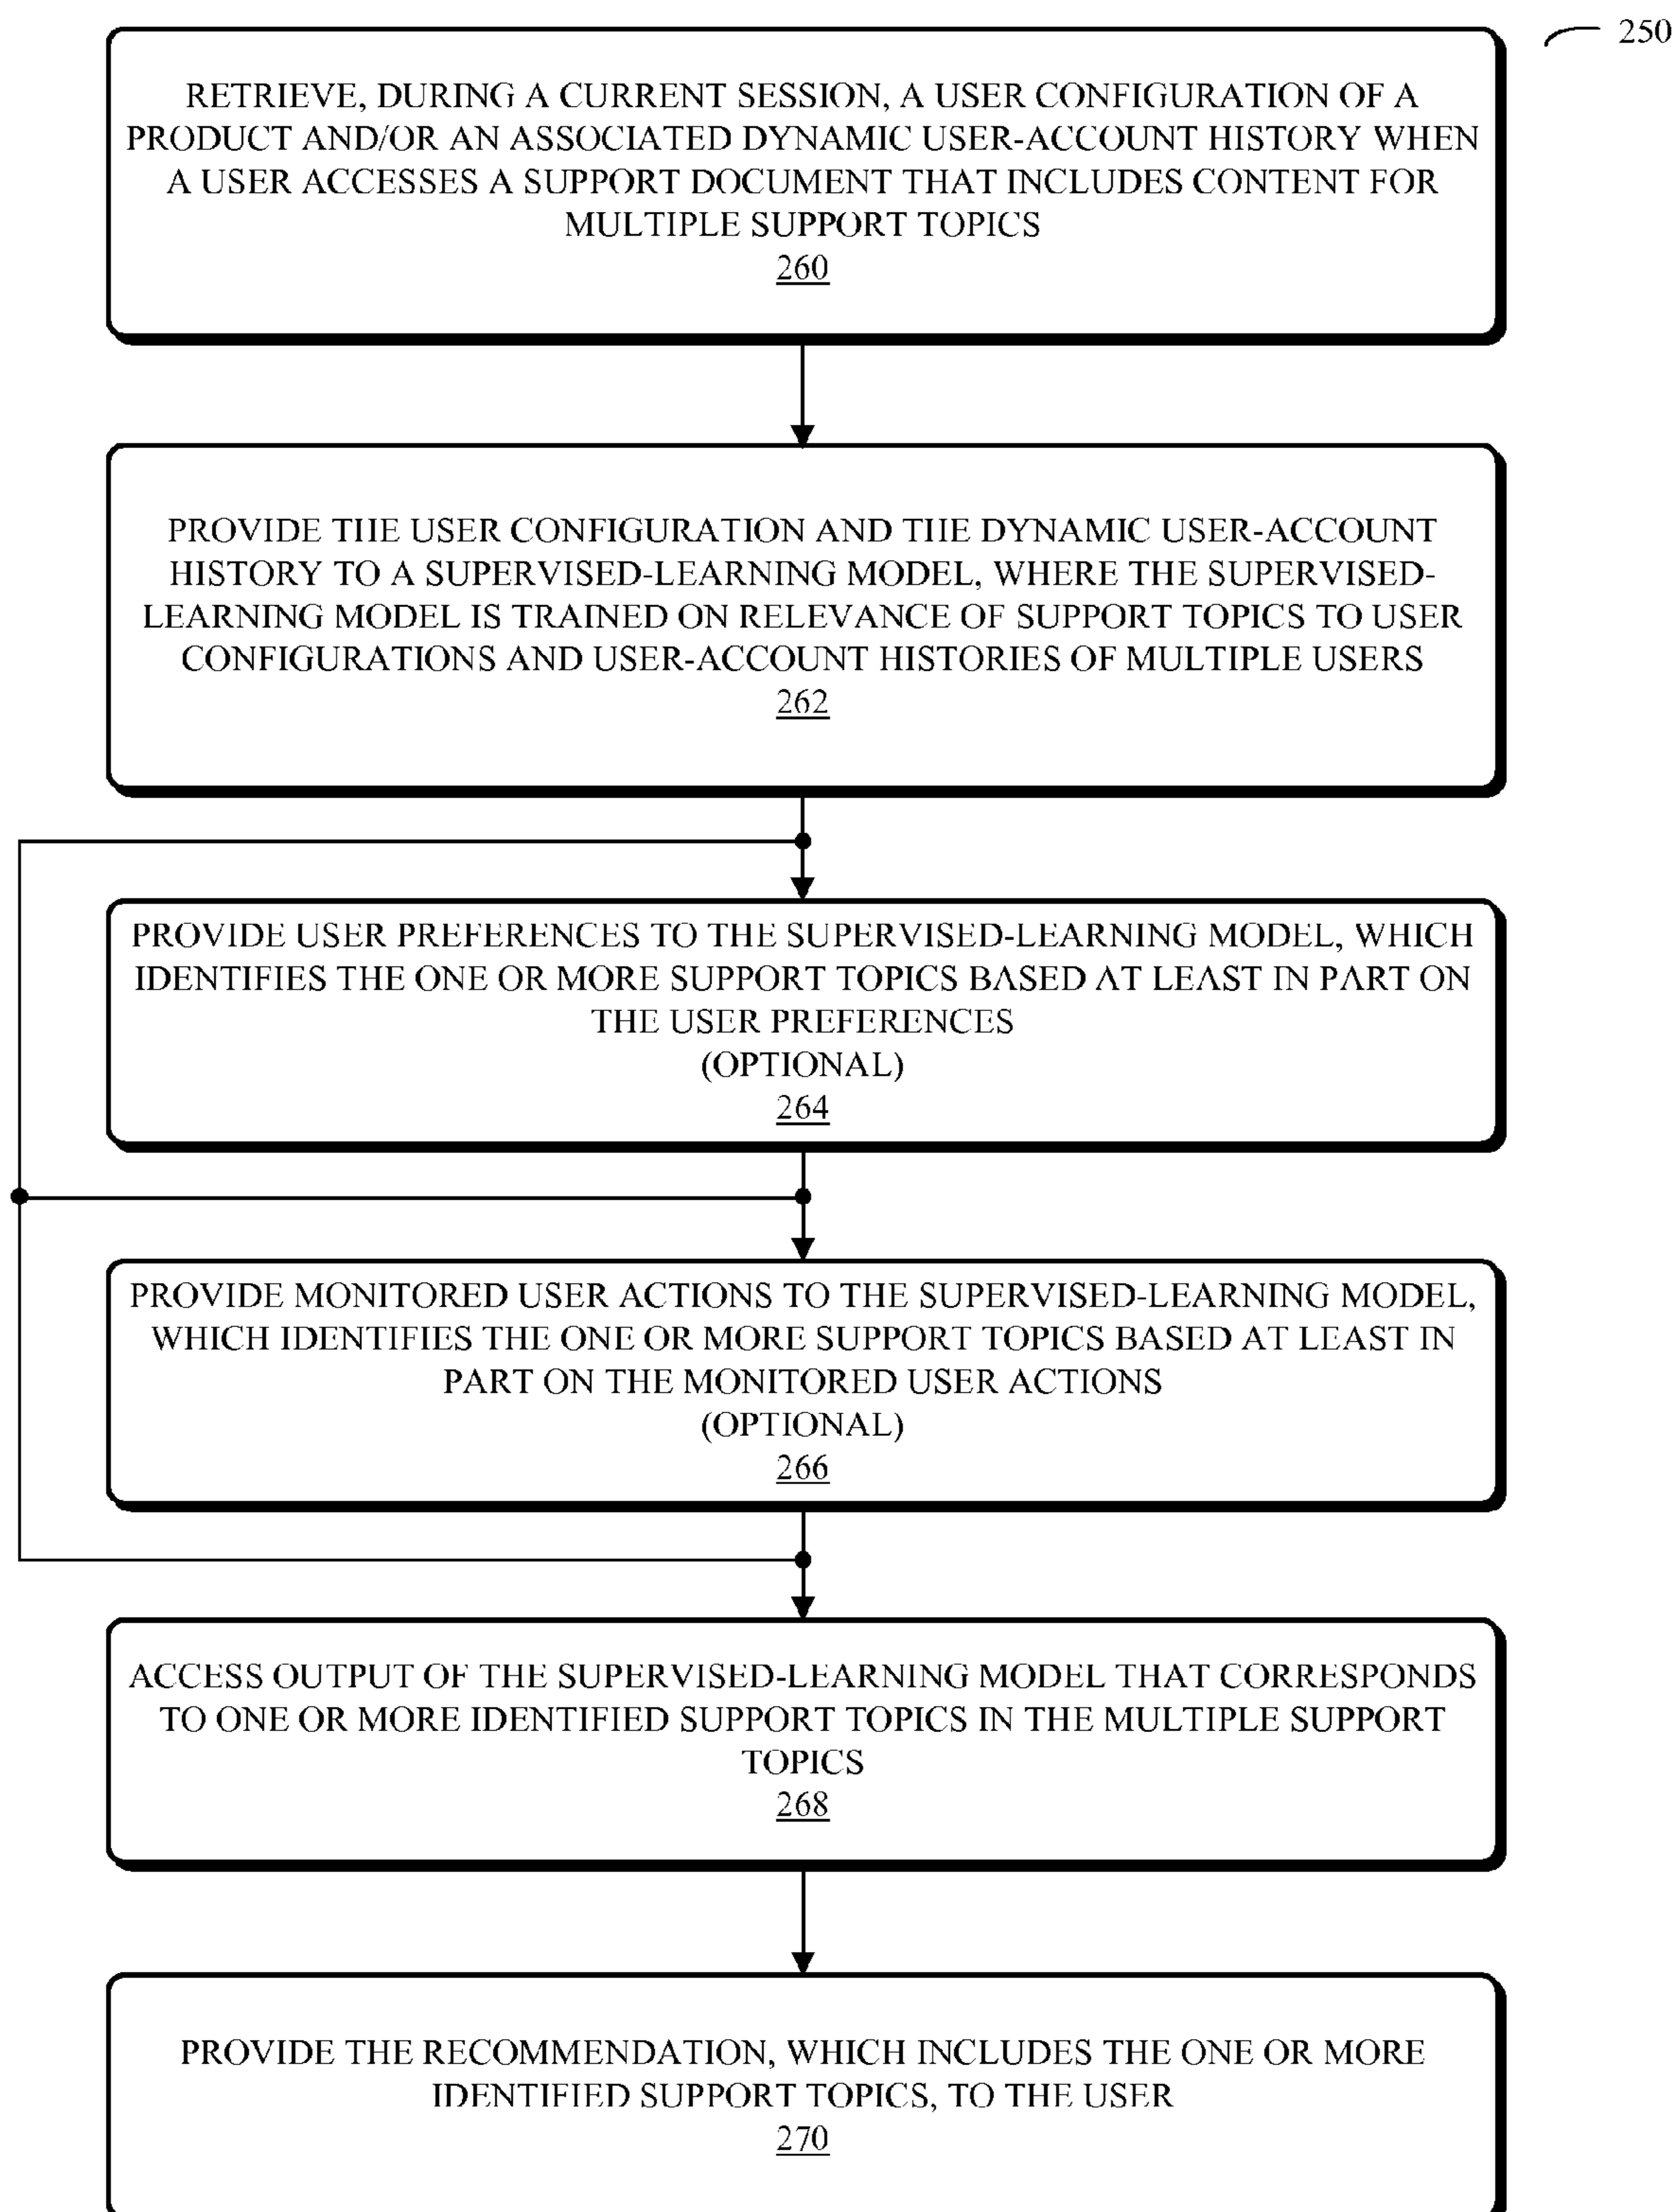 250
RETRIEVE, DURING A CURRENT SESSION, A USER CONFIGURATION OF A
PRODUCT AND/OR AN ASSOCIATED DYNAMIC USER-ACCOUNT HISTORY WHEN
A USER ACCESSES A SUPPORT DOCUMENT THAT INCLUDES CONTENT FOR
MULTIPLE SUPPORT TOPICS
260
PROVIDE THE USER CONFIGURATION AND THE DYNAMIC USER-ACCOUNT
HISTORY TO A SUPERVISED-LEARNING MODEL, WHERE THE SUPERVISED-
LEARNING MODEL IS TRAINED ON RELEVANCE OF SUPPORT TOPICS TO USER
CONFIGURATIONS AND USER-ACCOUNT HISTORIES OF MULTIPLE USERS
262
PROVIDE USER PREFERENCES TO THE SUPERVISED-LEARNING MODEL, WHICH
IDENTIFIES THE ONE OR MORE SUPPORT TOPICS BASED AT LEAST IN PART ON
THE USER PREFERENCES
(OPTIONAL)
264
PROVIDE MONITORED USER ACTIONS TO THE SUPERVISED-LEARNING MODEL,
WHICH IDENTIFIES THE ONE OR MORE SUPPORT TOPICS BASED AT LEAST IN
PART ON THE MONITORED USER ACTIONS
(OPTIONAL)
266
ACCESS OUTPUT OF THE SUPERVISED-LEARNING MODEL THAT CORRESPONDS
TO ONE OR MORE IDENTIFIED SUPPORT TOPICS IN THE MULTIPLE SUPPORT
TOPICS
268
PROVIDE THE RECOMMENDATION, WHICH INCLUDES THE ONE OR MORE
IDENTIFIED SUPPORT TOPICS, TO THE USER
270